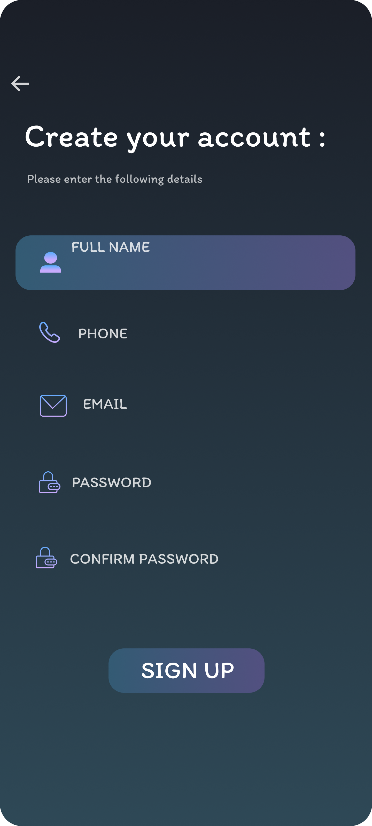 Create your account :
Please enter the following details
FULL NAME
PHONE
EMAIL
PASSWORD
CONFIRM PASSWORD
SIGN UP